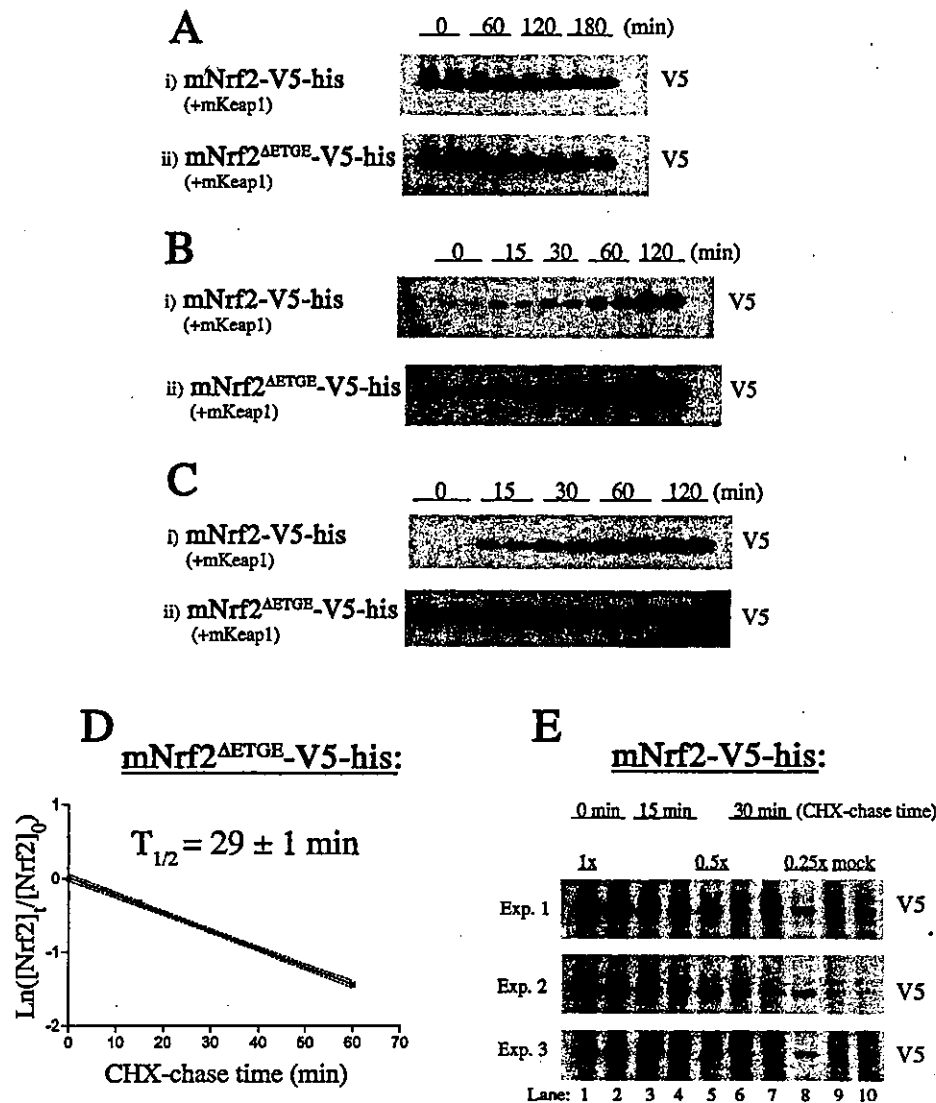 A
0 60 120 180 (min)
i) mNrf2-V5-his V5
(+mKeap1)
ii) mNrf2ΔETGE-V5-his V5
(+mKeap1)
B
0 15 30 60 120 (min)
i) mNrf2-V5-his V5
(+mKeap1)
ii) mNrf2ΔETGE-V5-his V5
(+mKeap1)
C
0 15 30 60 120 (min)
i) mNrf2-V5-his V5
(+mKeap1)
ii) mNrf2ΔETGE-V5-his V5
(+mKeap1)
D
mNrf2ΔETGE-V5-his:
T1/2 = 29 ± 1 min
Ln([Nrf2]t/[Nrf2]0)
1
0
-1
-2
0 10 20 30 40 50 60 70
CHX-chase time (min)
E
mNrf2-V5-his:
0 min 15 min 30 min (CHX-chase time)
1x 0.5x 0.25x mock
Exp. 1 V5
Exp. 2 V5
Exp. 3 V5
Lane: 1 2 3 4 5 6 7 8 9 10